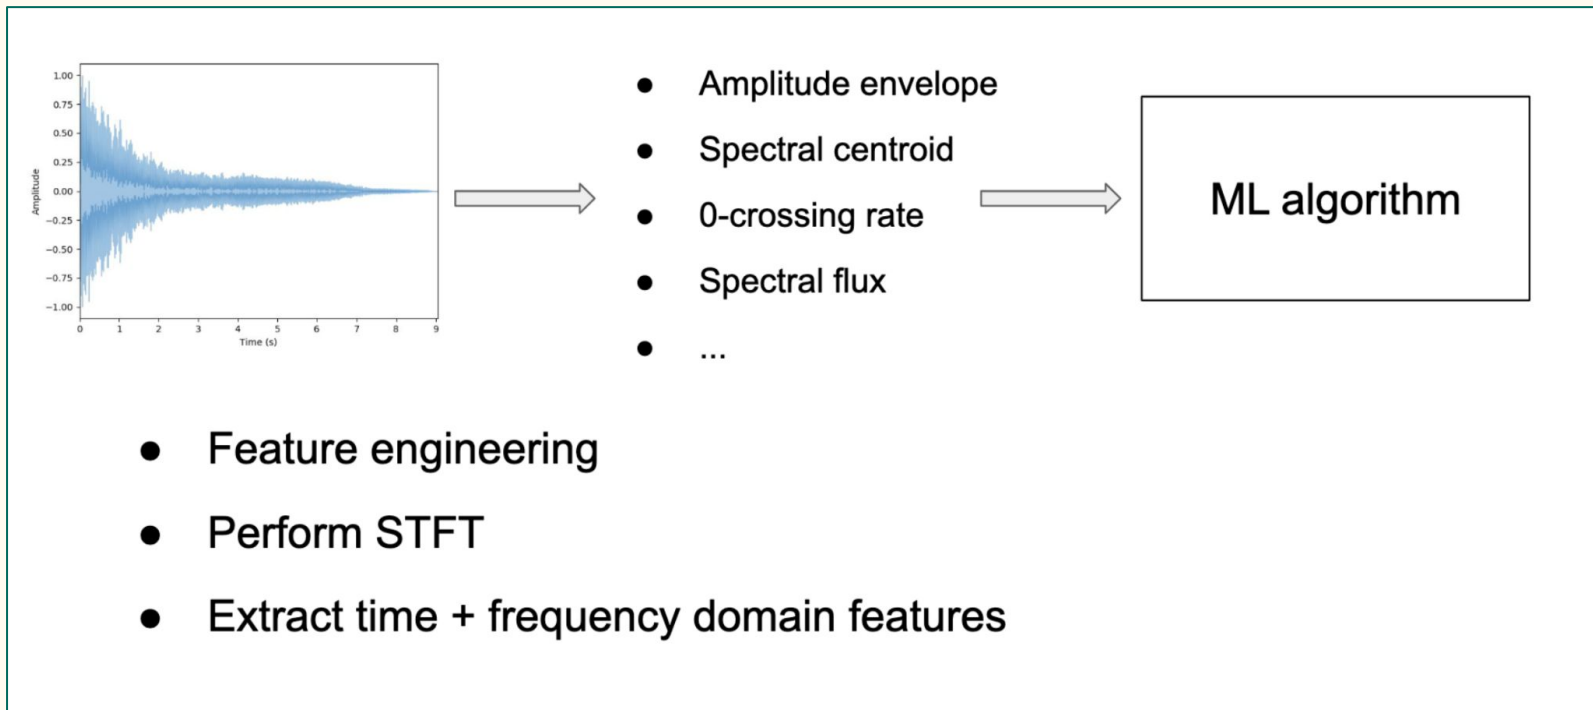 1.00
0.75
0.50
0.25
0.00
−0.25
−0.50
−0.75
−1.00
Amplitude
0 1 2 3 4 5 6 7 8 9
Time (s)
● Amplitude envelope
● Spectral centroid
● 0-crossing rate
● Spectral flux
● ...
ML algorithm
● Feature engineering
● Perform STFT
● Extract time + frequency domain features